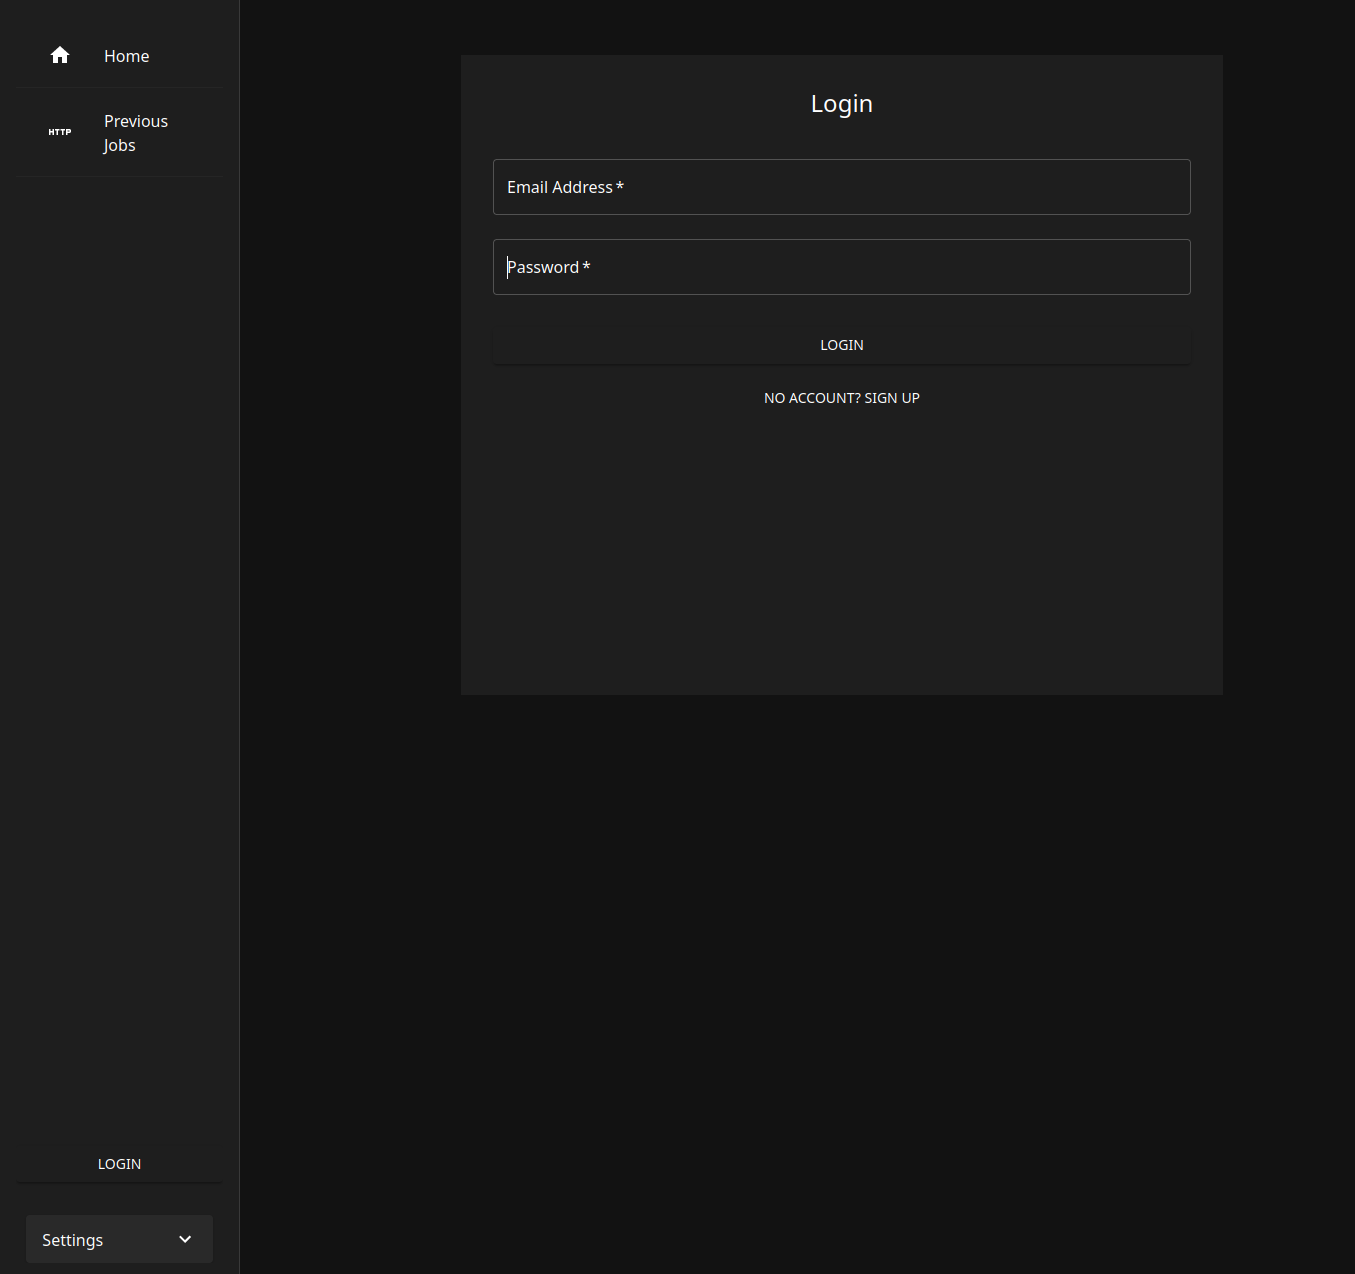 Home
HTTP
Previous
Jobs
Login
Email Address *
Password *
LOGIN
NO ACCOUNT? SIGN UP
LOGIN
Settings